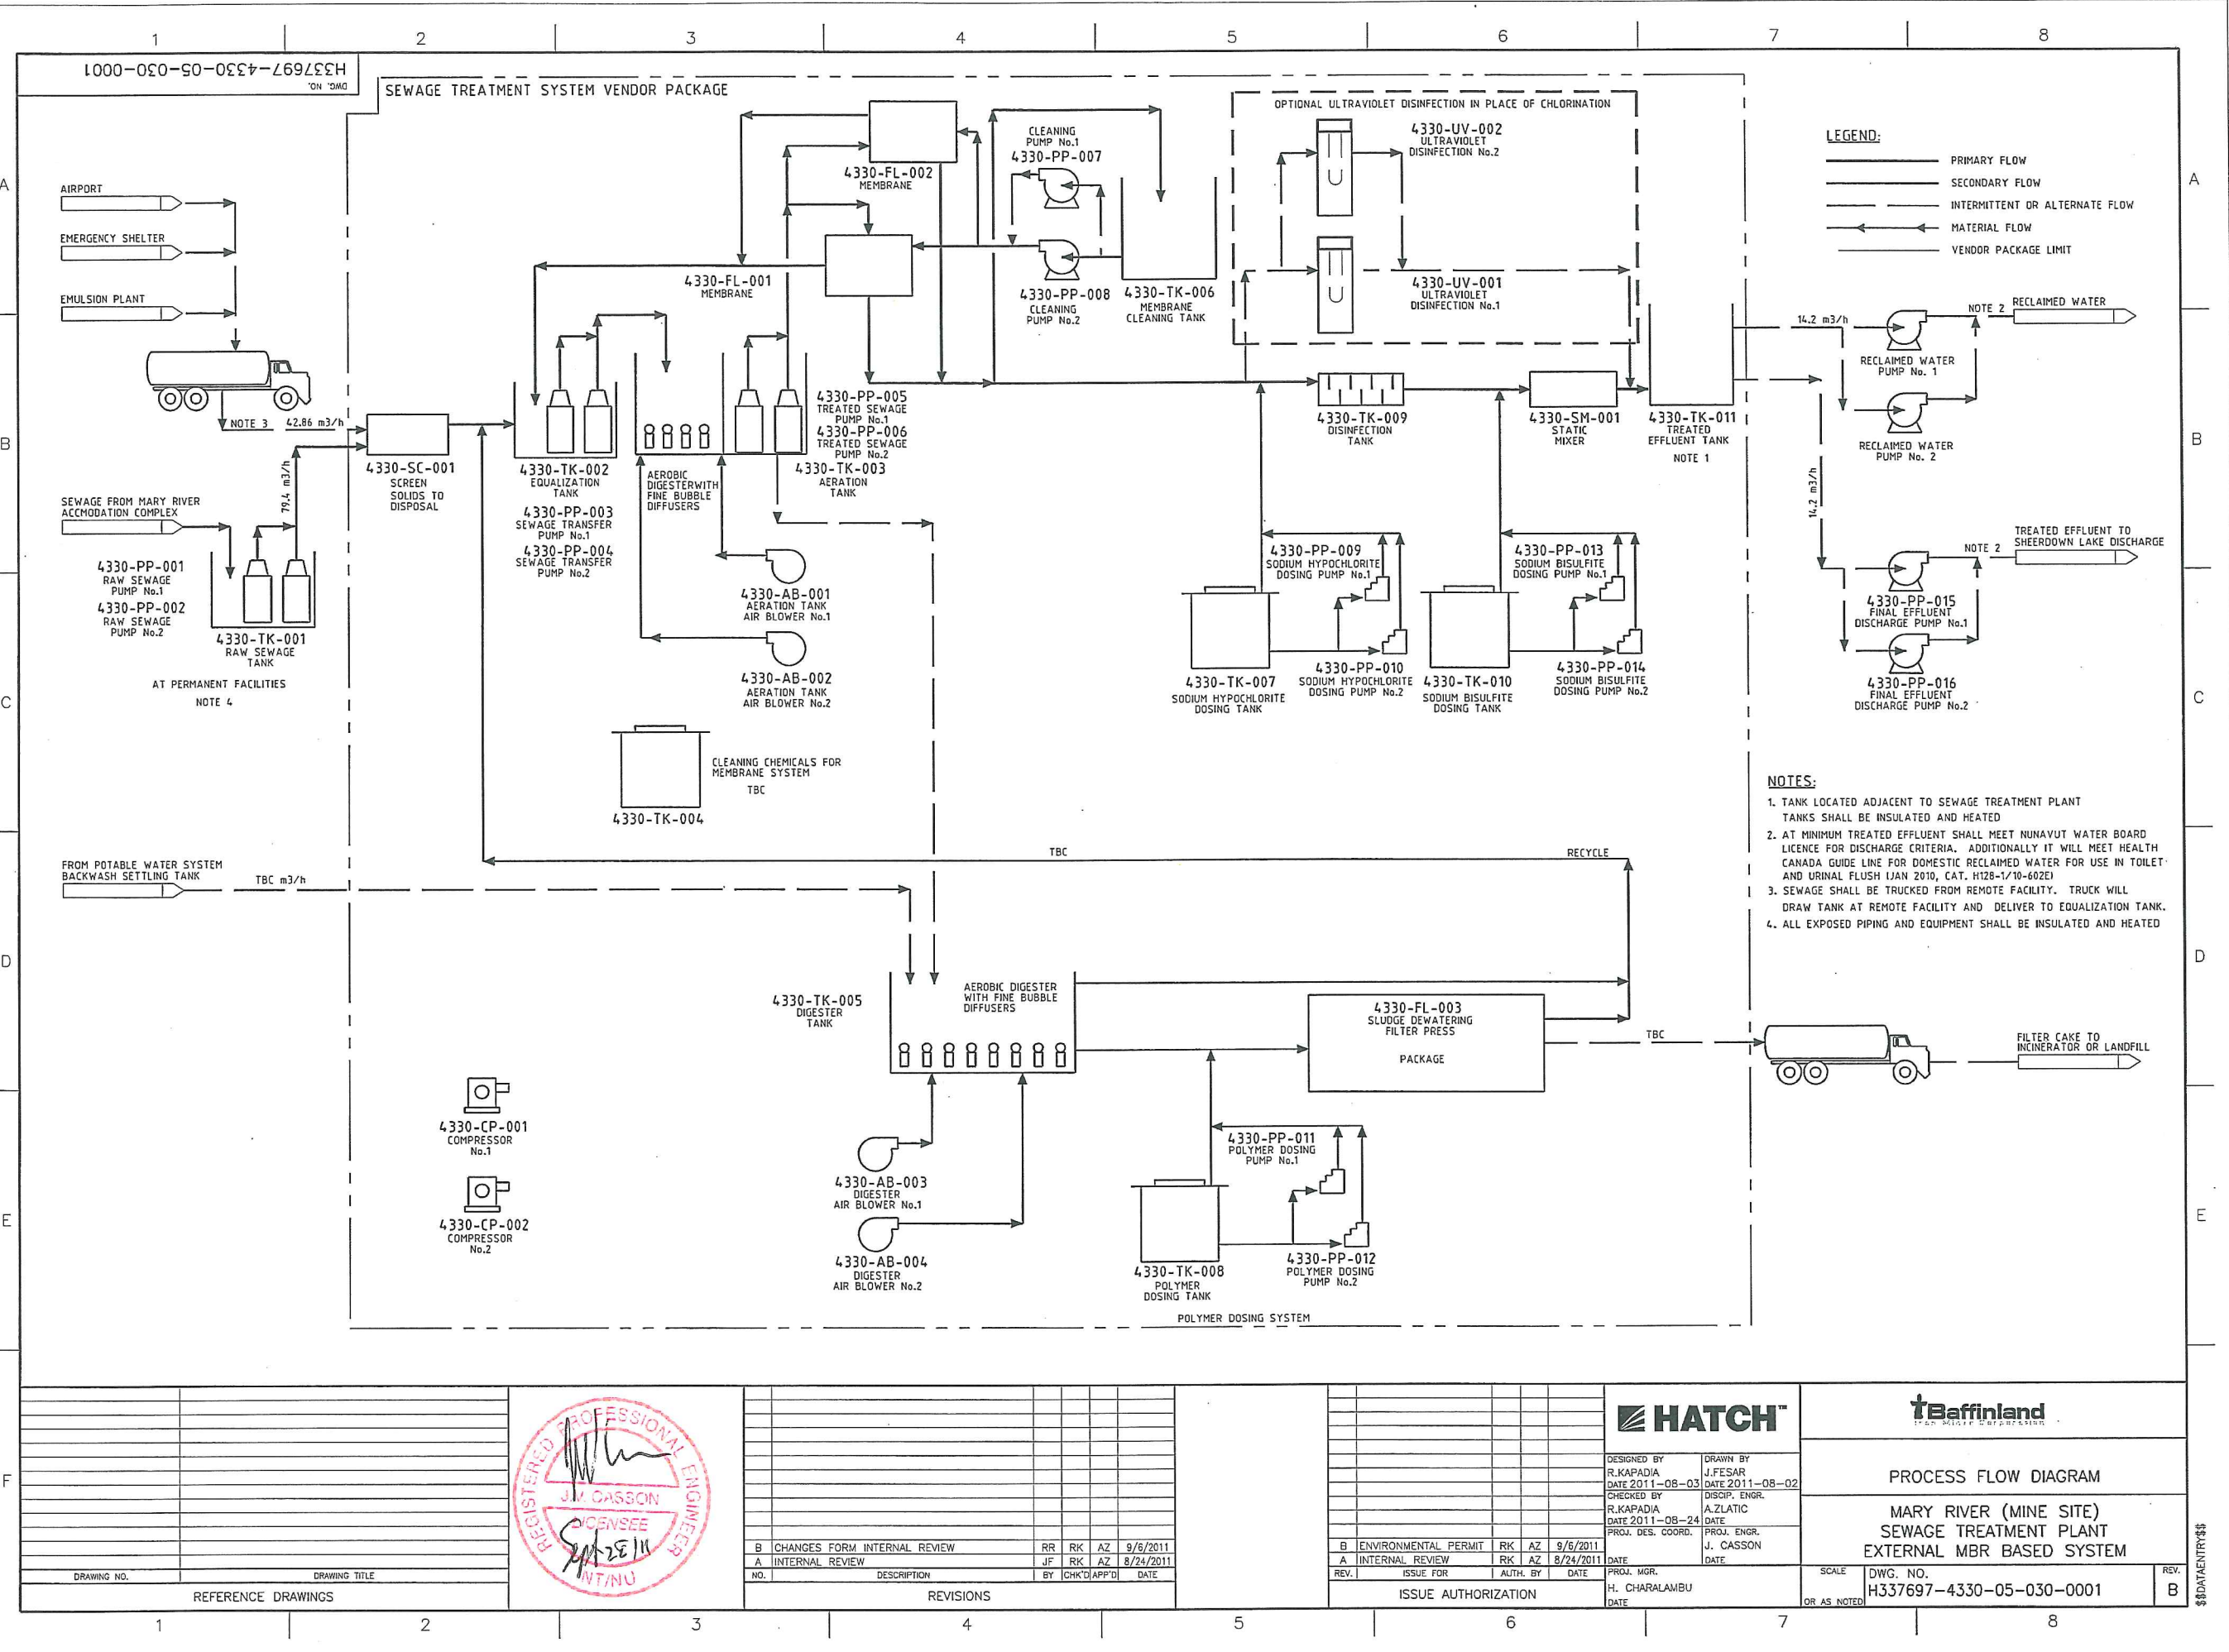 1 2 3 4 5 6 7 8
H337697-4330-05-030-0001
DWG. NO.
SEWAGE TREATMENT SYSTEM VENDOR PACKAGE
OPTIONAL ULTRAVIOLET DISINFECTION IN PLACE OF CHLORINATION
A
B
C
D
E
F
AIRPORT
EMERGENCY SHELTER
EMULSION PLANT
NOTE 3
42.86 m3/h
79.4 m3/h
SEWAGE FROM MARY RIVER
ACCMODATION COMPLEX
4330-PP-001
RAW SEWAGE
PUMP No.1
4330-PP-002
RAW SEWAGE
PUMP No.2
4330-TK-001
RAW SEWAGE
TANK
AT PERMANENT FACILITIES
NOTE 4
4330-SC-001
SCREEN
SOLIDS TO
DISPOSAL
4330-TK-002
EQUALIZATION
TANK
4330-PP-003
SEWAGE TRANSFER
PUMP No.1
4330-PP-004
SEWAGE TRANSFER
PUMP No.2
AEROBIC
DIGESTERWITH
FINE BUBBLE
DIFFUSERS
4330-FL-002
MEMBRANE
4330-FL-001
MEMBRANE
4330-PP-005
TREATED SEWAGE
PUMP No.1
4330-PP-006
TREATED SEWAGE
PUMP No.2
4330-TK-003
AERATION
TANK
4330-AB-001
AERATION TANK
AIR BLOWER No.1
4330-AB-002
AERATION TANK
AIR BLOWER No.2
CLEANING CHEMICALS FOR
MEMBRANE SYSTEM
TBC
4330-TK-004
CLEANING
PUMP No.1
4330-PP-007
4330-PP-008
CLEANING
PUMP No.2
4330-TK-006
MEMBRANE
CLEANING TANK
4330-UV-002
ULTRAVIOLET
DISINFECTION No.2
4330-UV-001
ULTRAVIOLET
DISINFECTION No.1
4330-TK-009
DISINFECTION
TANK
4330-SM-001
STATIC
MIXER
4330-TK-011
TREATED
EFFLUENT TANK
NOTE 1
4330-PP-009
SODIUM HYPOCHLORITE
DOSING PUMP No.1
4330-PP-010
SODIUM HYPOCHLORITE
DOSING PUMP No.2
4330-TK-007
SODIUM HYPOCHLORITE
DOSING TANK
4330-PP-013
SODIUM BISULFITE
DOSING PUMP No.1
4330-PP-014
SODIUM BISULFITE
DOSING PUMP No.2
4330-TK-010
SODIUM BISULFITE
DOSING TANK
LEGEND:
PRIMARY FLOW
SECONDARY FLOW
INTERMITTENT OR ALTERNATE FLOW
MATERIAL FLOW
VENDOR PACKAGE LIMIT
14.2 m3/h
NOTE 2
RECLAIMED WATER
RECLAIMED WATER
PUMP No. 1
RECLAIMED WATER
PUMP No. 2
14.2 m3/h
NOTE 2
TREATED EFFLUENT TO
SHEERDOWN LAKE DISCHARGE
4330-PP-015
FINAL EFFLUENT
DISCHARGE PUMP No.1
4330-PP-016
FINAL EFFLUENT
DISCHARGE PUMP No.2
NOTES:
1. TANK LOCATED ADJACENT TO SEWAGE TREATMENT PLANT
TANKS SHALL BE INSULATED AND HEATED
2. AT MINIMUM TREATED EFFLUENT SHALL MEET NUNAVUT WATER BOARD
LICENCE FOR DISCHARGE CRITERIA. ADDITIONALLY IT WILL MEET HEALTH
CANADA GUIDE LINE FOR DOMESTIC RECLAIMED WATER FOR USE IN TOILET
AND URINAL FLUSH (JAN 2010, CAT. H128-1/10-602E)
3. SEWAGE SHALL BE TRUCKED FROM REMOTE FACILITY. TRUCK WILL
DRAW TANK AT REMOTE FACILITY AND DELIVER TO EQUALIZATION TANK.
4. ALL EXPOSED PIPING AND EQUIPMENT SHALL BE INSULATED AND HEATED
FROM POTABLE WATER SYSTEM
BACKWASH SETTLING TANK
TBC m3/h
TBC
RECYCLE
4330-TK-005
DIGESTER
TANK
AEROBIC DIGESTER
WITH FINE BUBBLE
DIFFUSERS
4330-FL-003
SLUDGE DEWATERING
FILTER PRESS
PACKAGE
TBC
FILTER CAKE TO
INCINERATOR OR LANDFILL
4330-CP-001
COMPRESSOR
No.1
4330-CP-002
COMPRESSOR
No.2
4330-AB-003
DIGESTER
AIR BLOWER No.1
4330-AB-004
DIGESTER
AIR BLOWER No.2
4330-PP-011
POLYMER DOSING
PUMP No.1
4330-PP-012
POLYMER DOSING
PUMP No.2
4330-TK-008
POLYMER
DOSING TANK
POLYMER DOSING SYSTEM
DRAWING NO. DRAWING TITLE
REFERENCE DRAWINGS
REGISTERED PROFESSIONAL ENGINEER
J.M. CASSON
LICENSEE
Sept 23/11
NT/NU
B CHANGES FORM INTERNAL REVIEW RR RK AZ 9/6/2011
A INTERNAL REVIEW JF RK AZ 8/24/2011
NO. DESCRIPTION BY CHK'D APP'D DATE
REVISIONS
B ENVIRONMENTAL PERMIT RK AZ 9/6/2011
A INTERNAL REVIEW RK AZ 8/24/2011
REV. ISSUE FOR AUTH. BY DATE
ISSUE AUTHORIZATION
HATCH™
DESIGNED BY DRAWN BY
R.KAPADIA J.FESAR
DATE 2011-08-03 DATE 2011-08-02
CHECKED BY DISCIP. ENGR.
R.KAPADIA A.ZLATIC
DATE 2011-08-24 DATE
PROJ. DES. COORD. PROJ. ENGR.
J. CASSON
DATE DATE
PROJ. MGR.
H. CHARALAMBU
DATE
Baffinland
PROCESS FLOW DIAGRAM
MARY RIVER (MINE SITE)
SEWAGE TREATMENT PLANT
EXTERNAL MBR BASED SYSTEM
SCALE
OR AS NOTED
DWG. NO.
H337697-4330-05-030-0001
REV.
B
$$DATAENTRY$$
1 2 3 4 5 6 7 8